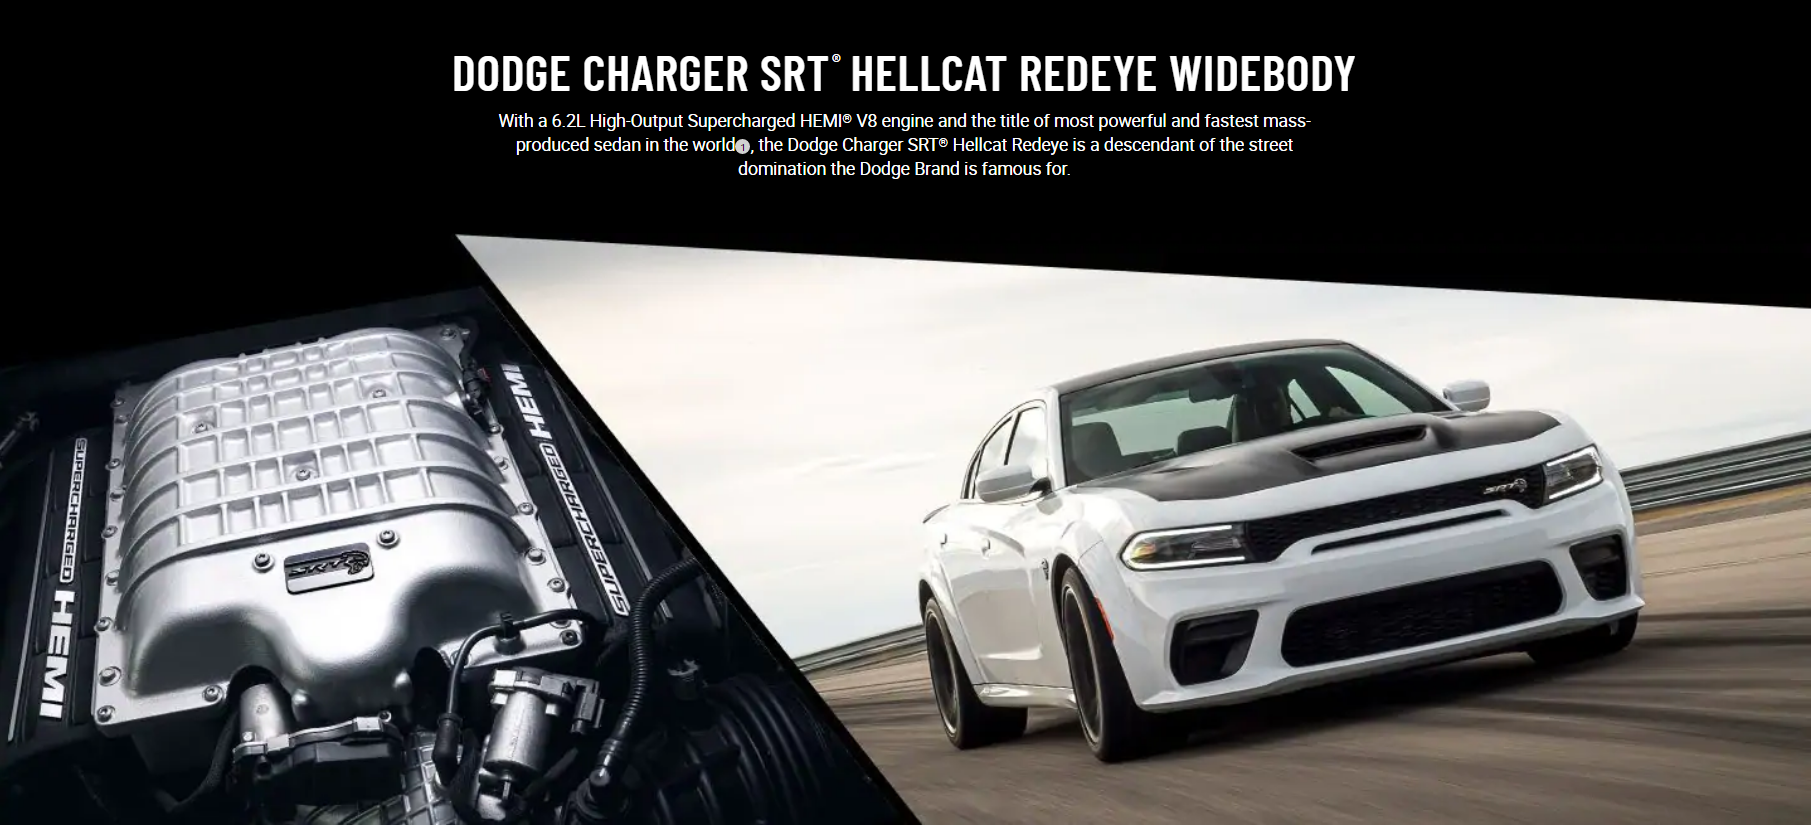 DODGE CHARGER SRT® HELLCAT REDEYE WIDEBODY
With a 6.2L High-Output Supercharged HEMI® V8 engine and the title of most powerful and fastest mass-
produced sedan in the world1, the Dodge Charger SRT® Hellcat Redeye is a descendant of the street
domination the Dodge Brand is famous for.
SUPERCHARGED HEMI
SRT
SUPERCHARGED HEMI
SRT